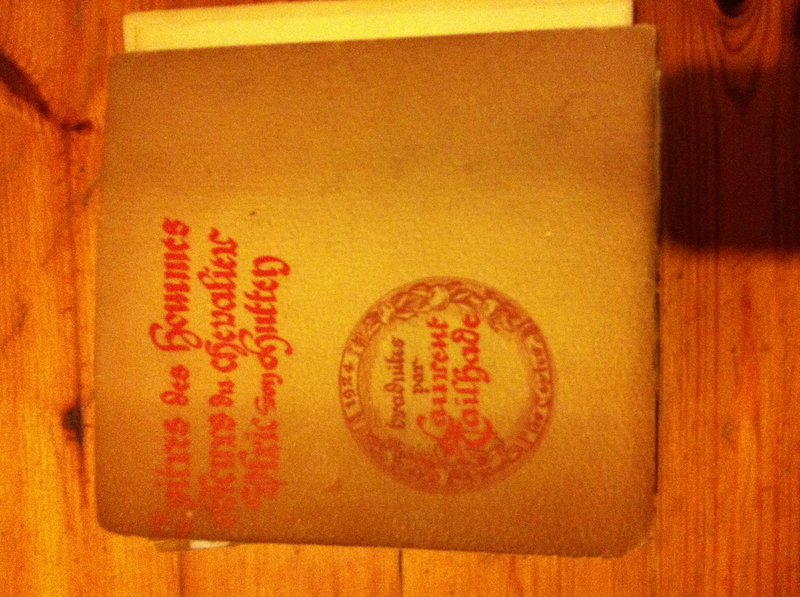 Epitres des Hommes
obscurs du chevalier
Ulric von Hutten
traduites
par
Laurent
Tailhade
1924